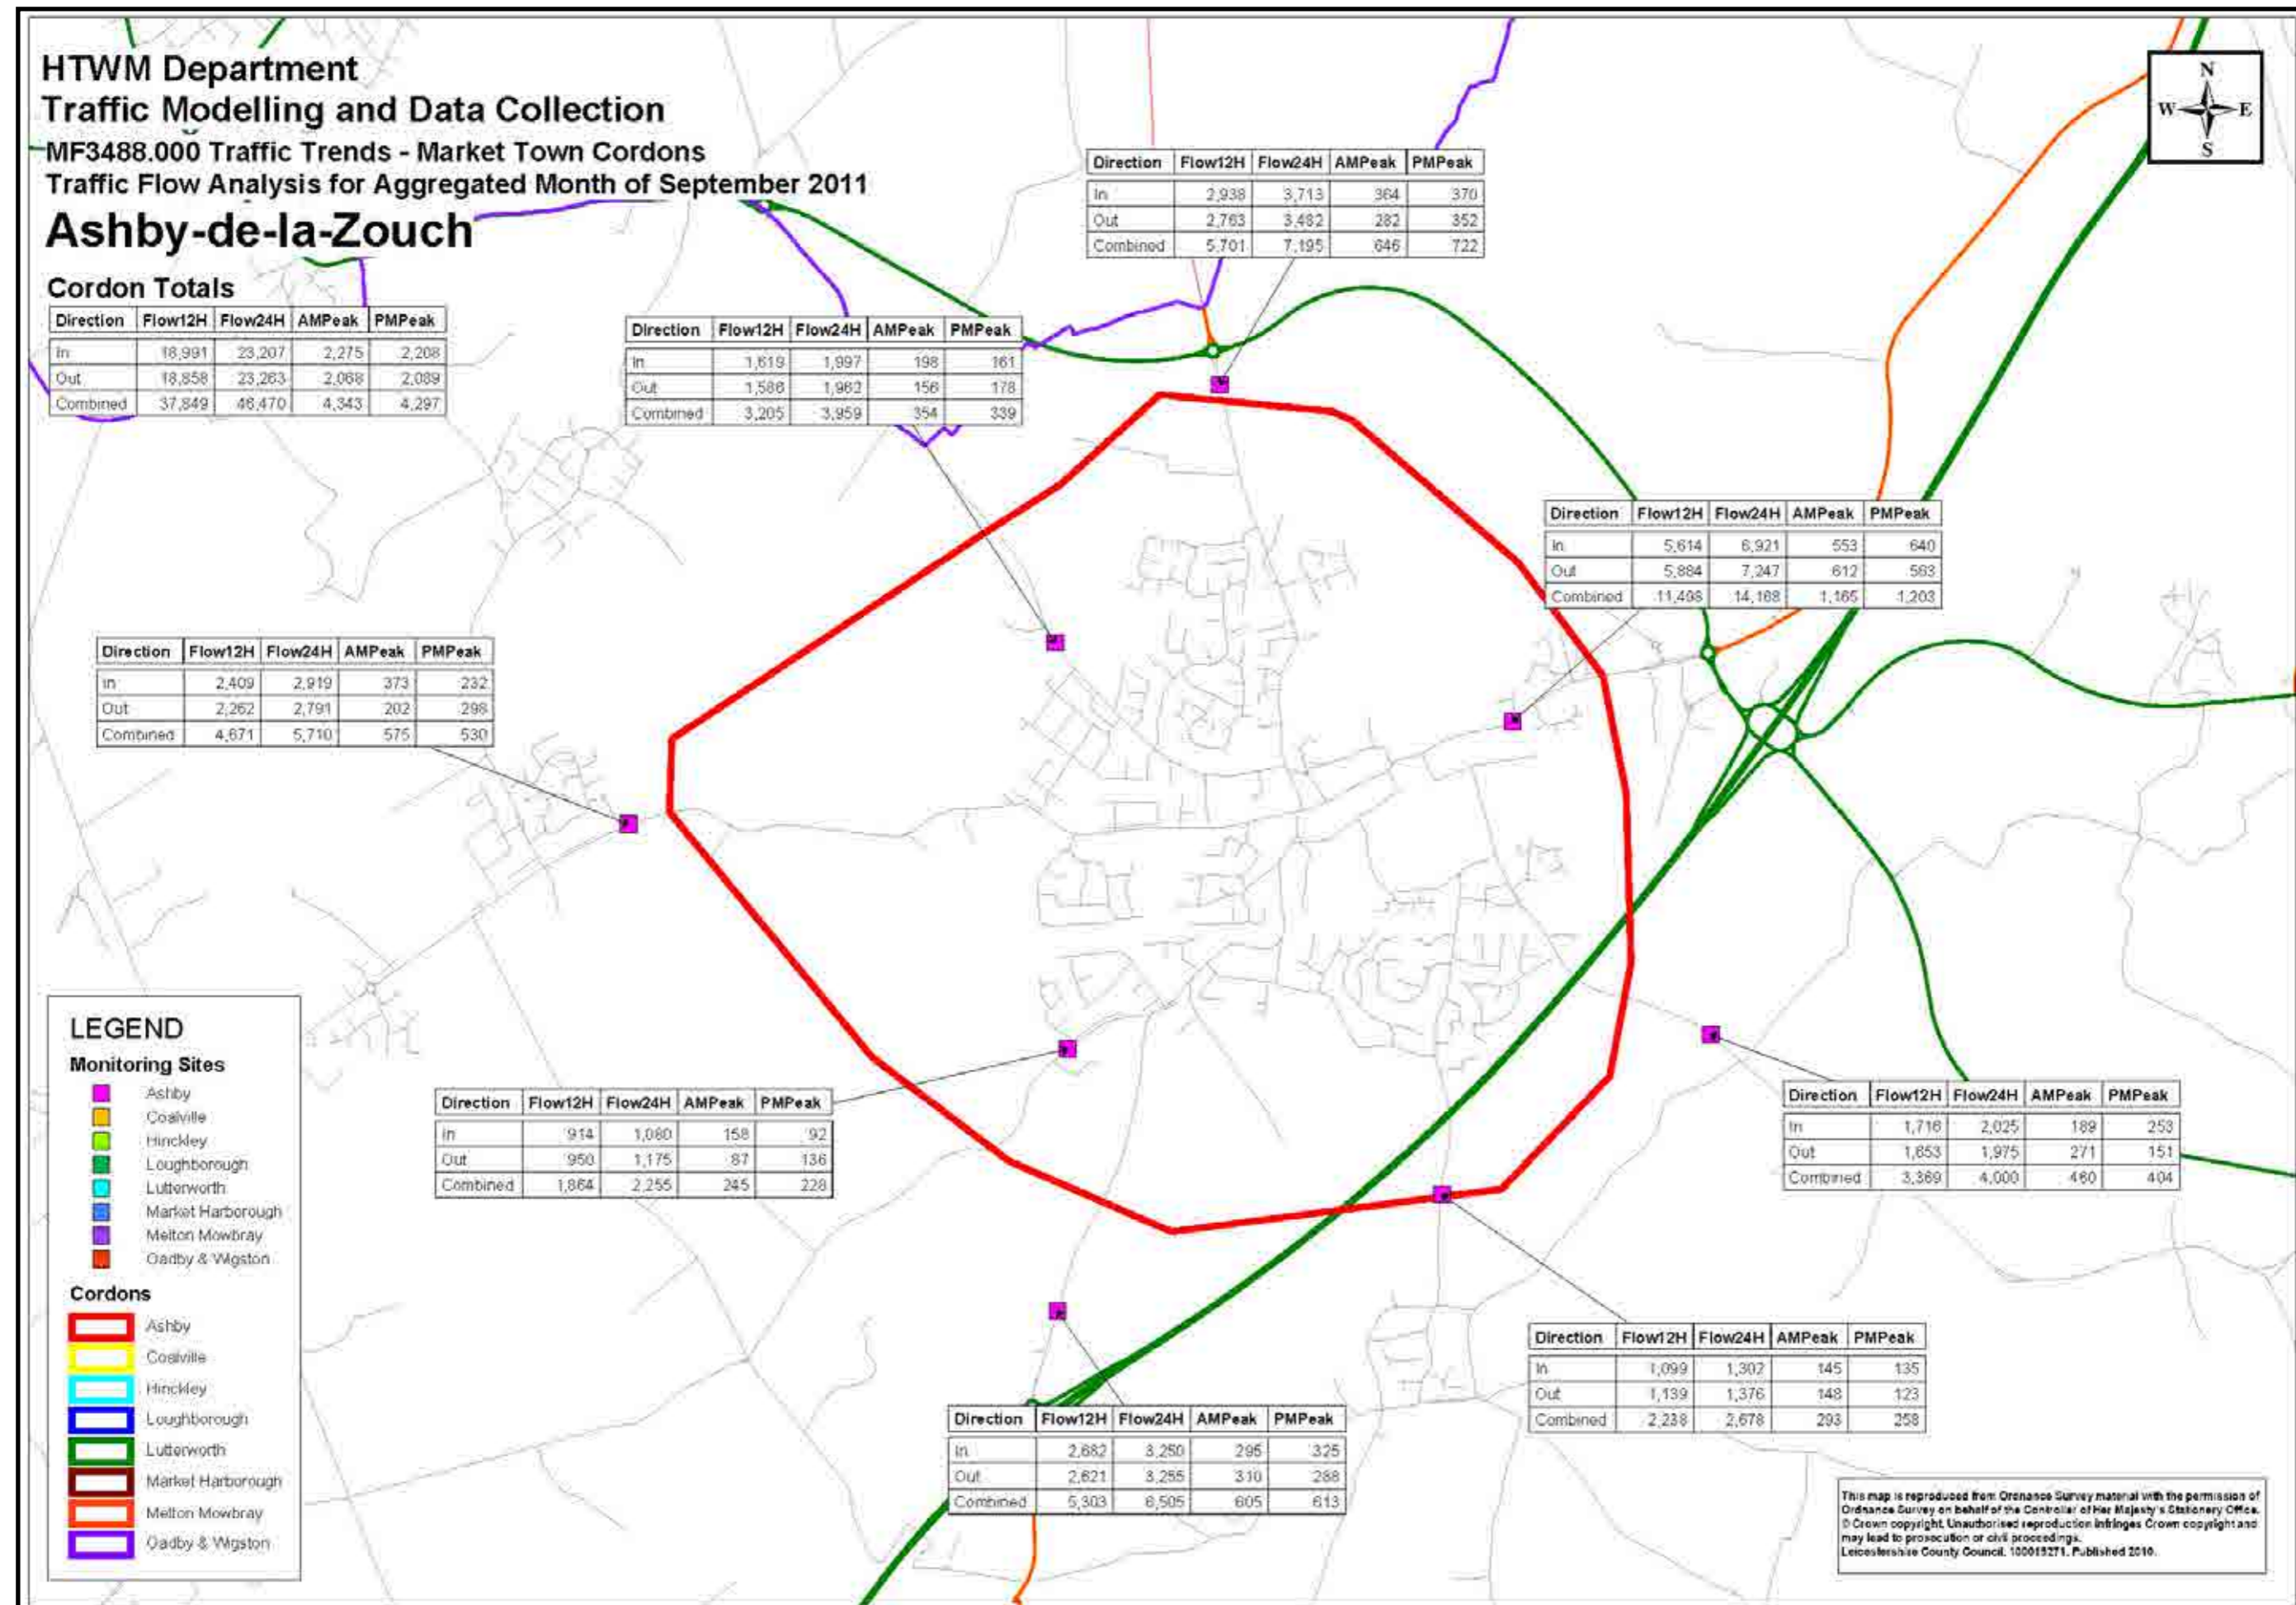 HTWM Department
Traffic Modelling and Data Collection
MF3488.000 Traffic Trends - Market Town Cordons
Traffic Flow Analysis for Aggregated Month of September 2011
Ashby-de-la-Zouch
Cordon Totals
Direction Flow12H Flow24H AMPeak PMPeak
In 18,991 23,207 2,275 2,208
Out 18,858 23,263 2,068 2,089
Combined 37,849 46,470 4,343 4,297
Direction Flow12H Flow24H AMPeak PMPeak
In 2,938 3,713 364 370
Out 2,763 3,482 282 352
Combined 5,701 7,195 646 722
N
W E
S
Direction Flow12H Flow24H AMPeak PMPeak
In 1,619 1,997 198 161
Out 1,586 1,962 156 178
Combined 3,205 3,959 354 339
Direction Flow12H Flow24H AMPeak PMPeak
In 5,614 6,921 553 640
Out 5,884 7,247 612 563
Combined 11,498 14,168 1,165 1,203
Direction Flow12H Flow24H AMPeak PMPeak
In 2,409 2,919 373 232
Out 2,262 2,791 202 298
Combined 4,671 5,710 575 530
Direction Flow12H Flow24H AMPeak PMPeak
In 914 1,080 158 92
Out 950 1,175 87 136
Combined 1,864 2,255 245 228
Direction Flow12H Flow24H AMPeak PMPeak
In 1,716 2,025 189 253
Out 1,653 1,975 271 151
Combined 3,369 4,000 460 404
Direction Flow12H Flow24H AMPeak PMPeak
In 1,099 1,302 145 135
Out 1,139 1,376 148 123
Combined 2,238 2,678 293 258
Direction Flow12H Flow24H AMPeak PMPeak
In 2,682 3,250 295 325
Out 2,621 3,255 310 288
Combined 5,303 6,505 605 613
LEGEND
Monitoring Sites
Ashby
Coalville
Hinckley
Loughborough
Lutterworth
Market Harborough
Melton Mowbray
Oadby & Wigston
Cordons
Ashby
Coalville
Hinckley
Loughborough
Lutterworth
Market Harborough
Melton Mowbray
Oadby & Wigston
This map is reproduced from Ordnance Survey material with the permission of
Ordnance Survey on behalf of the Controller of Her Majesty's Stationery Office.
© Crown copyright. Unauthorised reproduction infringes Crown copyright and
may lead to prosecution or civil proceedings.
Leicestershire County Council. 100019271. Published 2010.